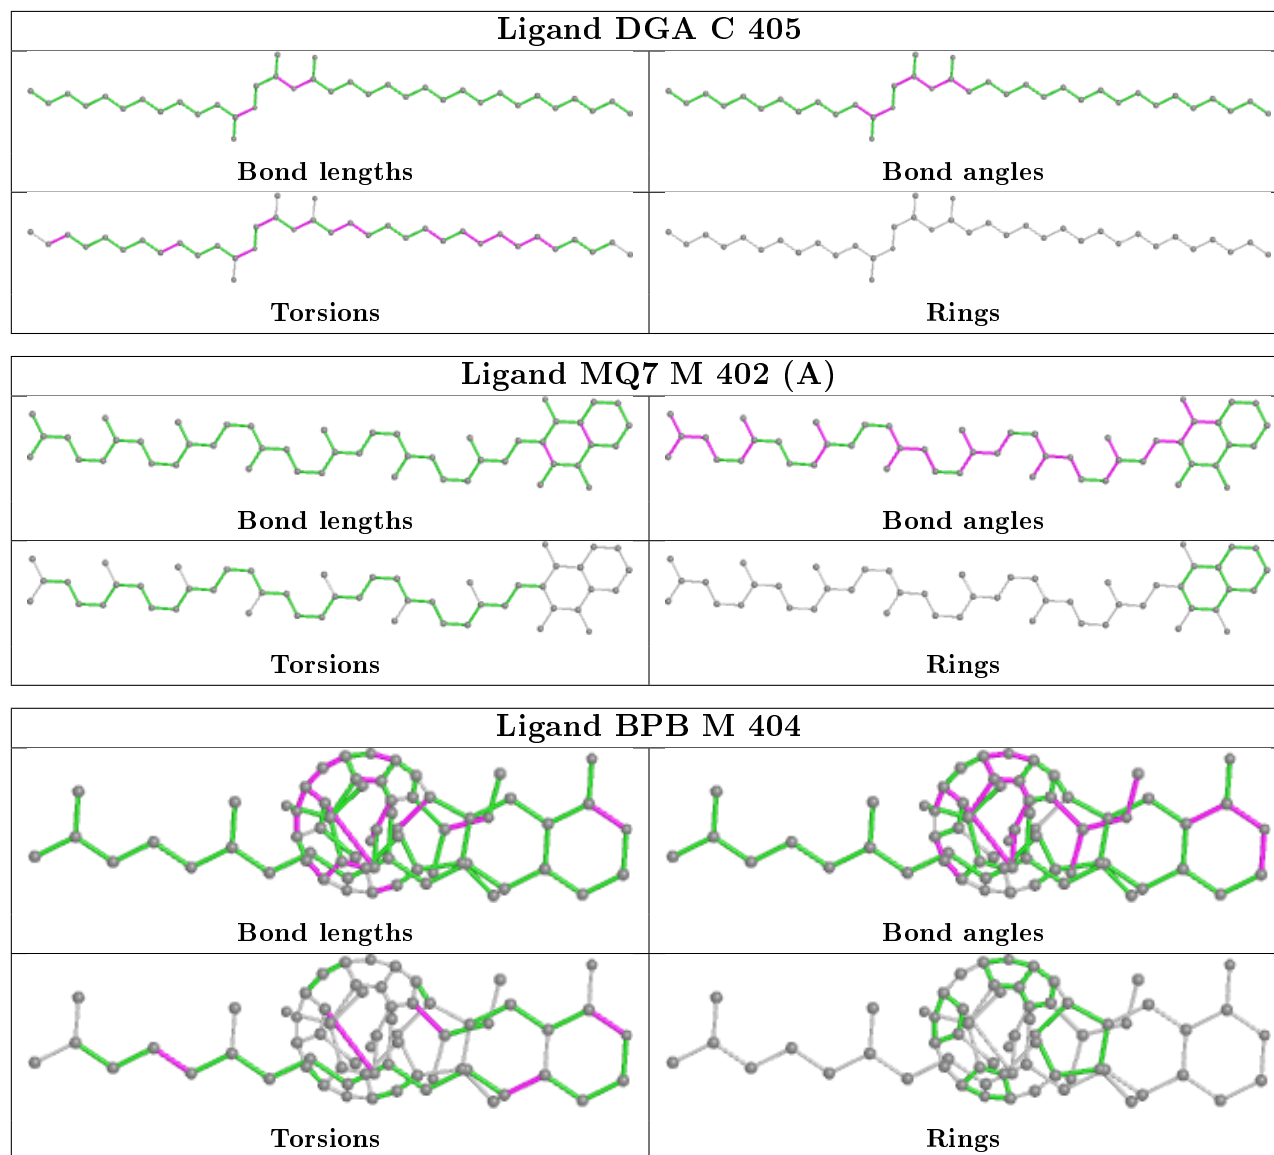 Ligand DGA C 405
Bond lengths
Bond angles
Torsions
Rings
Ligand MQ7 M 402 (A)
Bond lengths
Bond angles
Torsions
Rings
Ligand BPB M 404
Bond lengths
Bond angles
Torsions
Rings